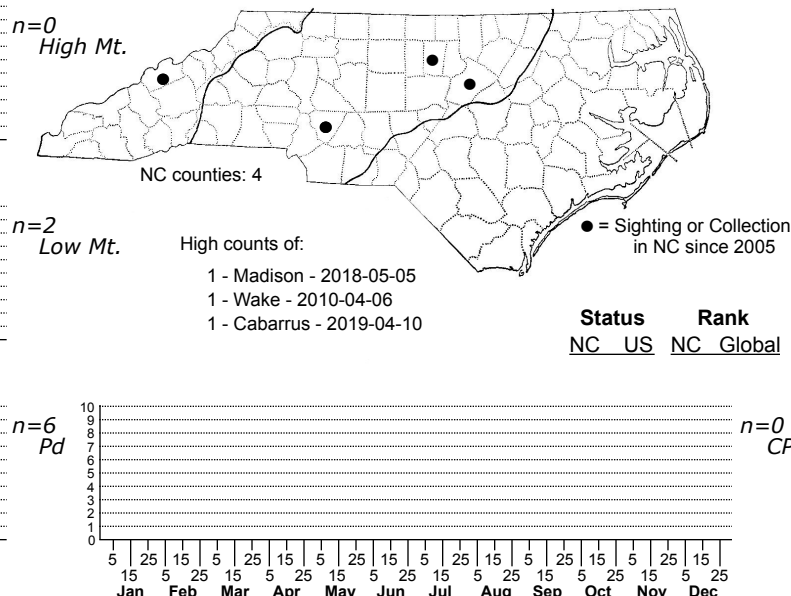 n=0
High Mt.
NC counties: 4
n=2
Low Mt.
High counts of:
1 - Madison - 2018-05-05
1 - Wake - 2010-04-06
1 - Cabarrus - 2019-04-10
● = Sighting or Collection
in NC since 2005
Status Rank
NC US NC Global
n=6
Pd
n=0
CP
10
9
8
7
6
5
4
3
2
1
0
5 25 15 5 25 15 5 25 15 5 25 15 5 25 15 5 25 15
15 5 25 15 5 25 15 5 25 15 5 25 15 5 25 15 5 25
Jan Feb Mar Apr May Jun Jul Aug Sep Oct Nov Dec